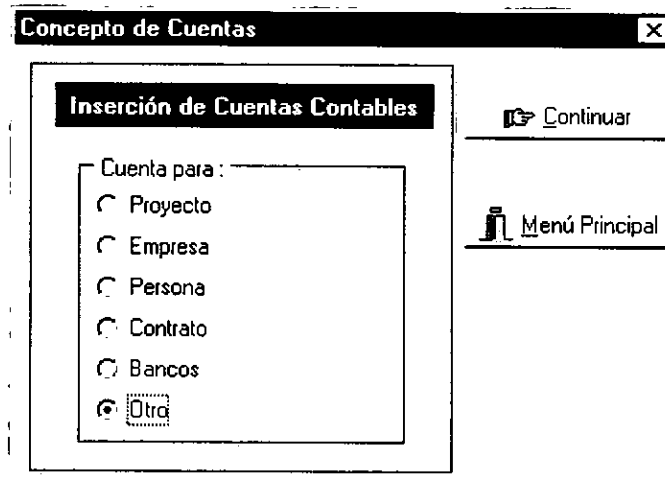 Concepto de Cuentas
Inserción de Cuentas Contables
Cuenta para :
Proyecto
Empresa
Persona
Contrato
Bancos
Otro
Continuar
Menú Principal